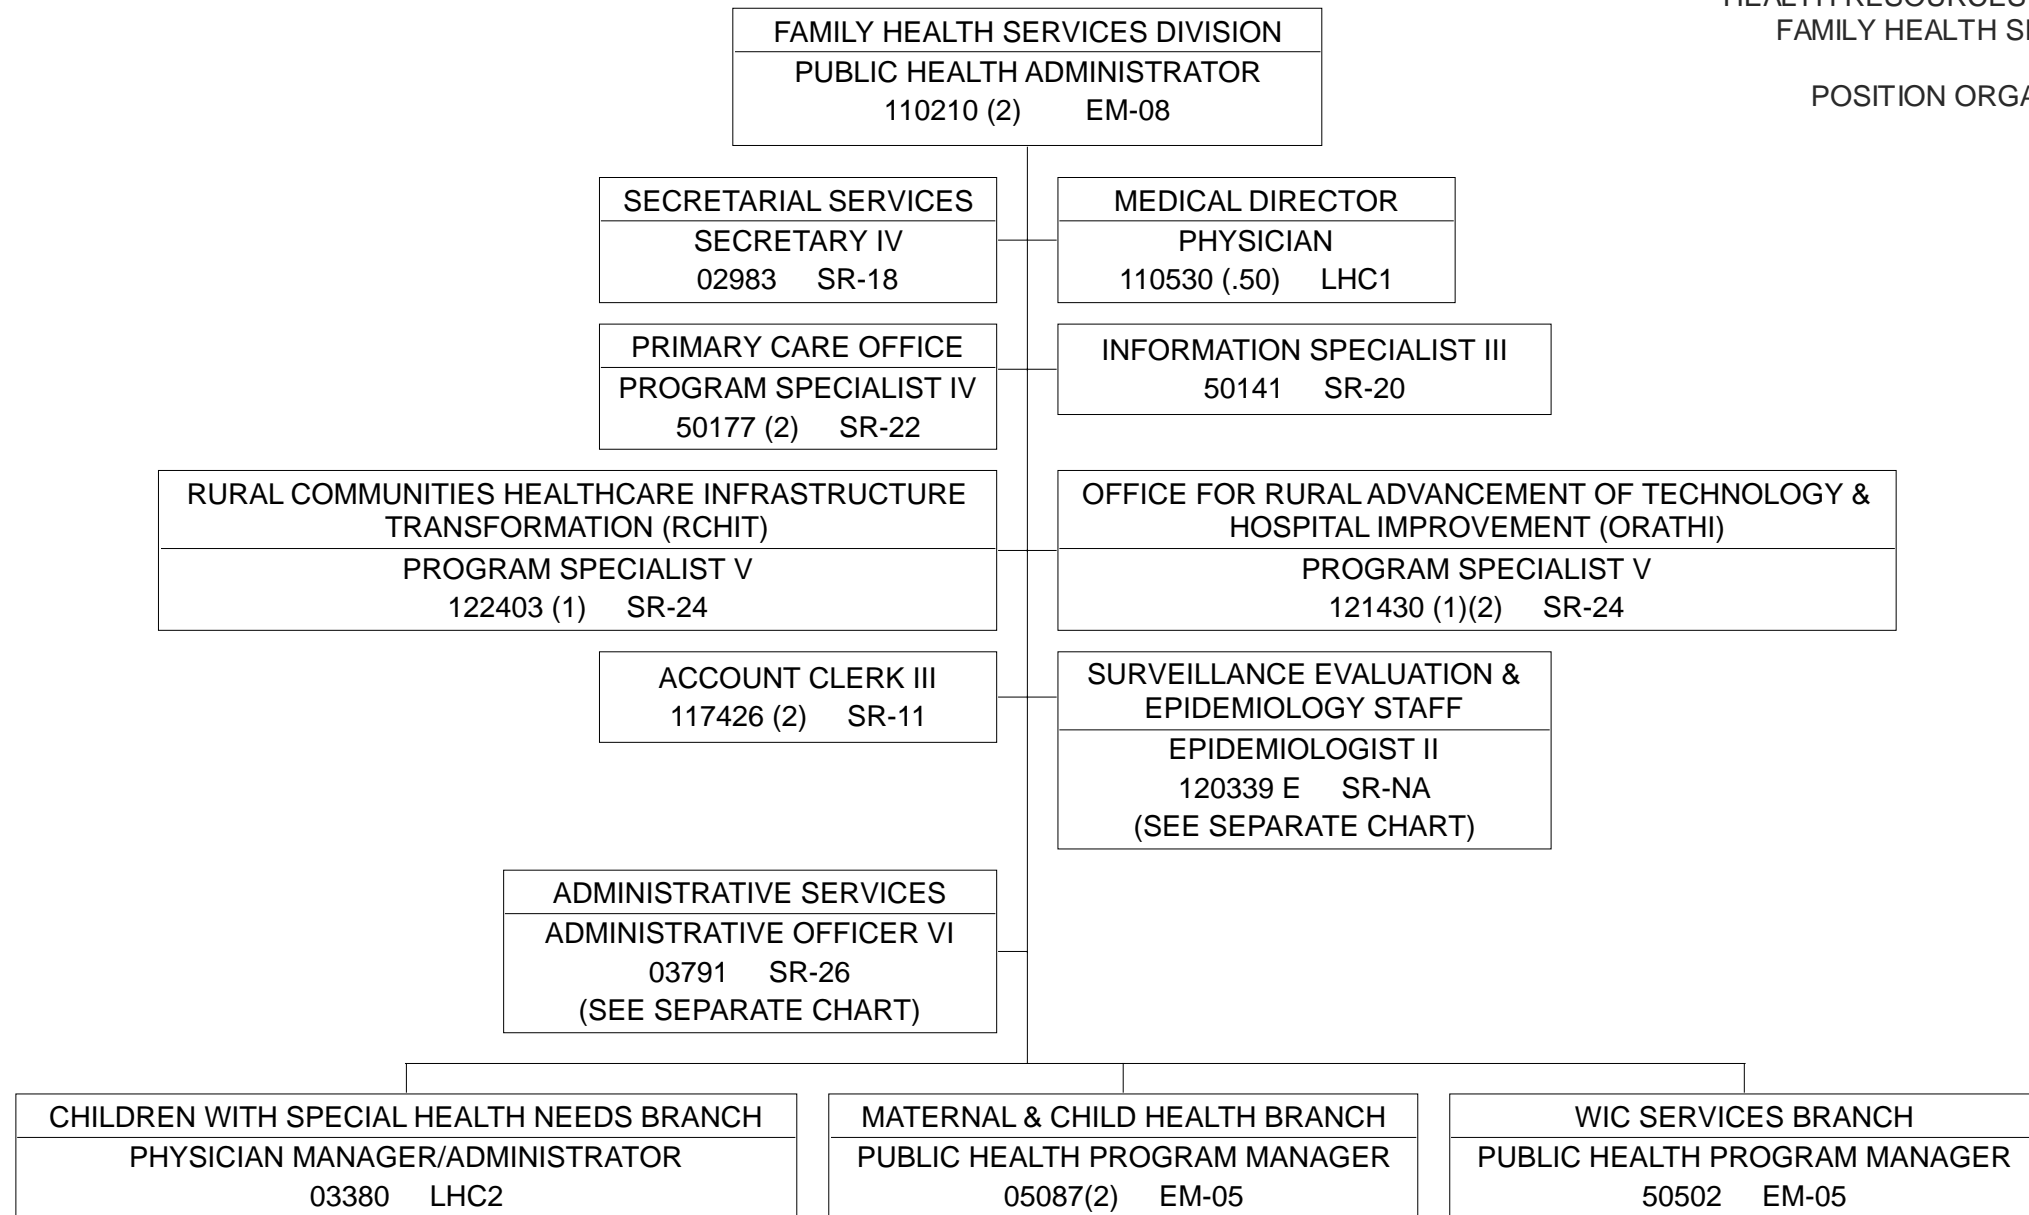 HEALTH RESOURCES
FAMILY HEALTH
POSITION
FAMILY HEALTH SERVICES DIVISION
PUBLIC HEALTH ADMINISTRATOR
110210 (2) EM-08
SECRETARIAL SERVICES
SECRETARY IV
02983 SR-18
MEDICAL DIRECTOR
PHYSICIAN
110530 (.50) LHC1
PRIMARY CARE OFFICE
PROGRAM SPECIALIST IV
50177 (2) SR-22
INFORMATION SPECIALIST III
50141 SR-20
RURAL COMMUNITIES HEALTHCARE INFRASTRUCTURE
TRANSFORMATION (RCHIT)
PROGRAM SPECIALIST V
122403 (1) SR-24
OFFICE FOR RURAL ADVANCEMENT OF TECHNOLOGY &
HOSPITAL IMPROVEMENT (ORATHI)
PROGRAM SPECIALIST V
121430 (1)(2) SR-24
ACCOUNT CLERK III
117426 (2) SR-11
SURVEILLANCE EVALUATION &
EPIDEMIOLOGY STAFF
EPIDEMIOLOGIST II
120339 E SR-NA
(SEE SEPARATE CHART)
ADMINISTRATIVE SERVICES
ADMINISTRATIVE OFFICER VI
03791 SR-26
(SEE SEPARATE CHART)
CHILDREN WITH SPECIAL HEALTH NEEDS BRANCH
PHYSICIAN MANAGER/ADMINISTRATOR
03380 LHC2
MATERNAL & CHILD HEALTH BRANCH
PUBLIC HEALTH PROGRAM MANAGER
05087(2) EM-05
WIC SERVICES BRANCH
PUBLIC HEALTH PROGRAM MANAGER
50502 EM-05